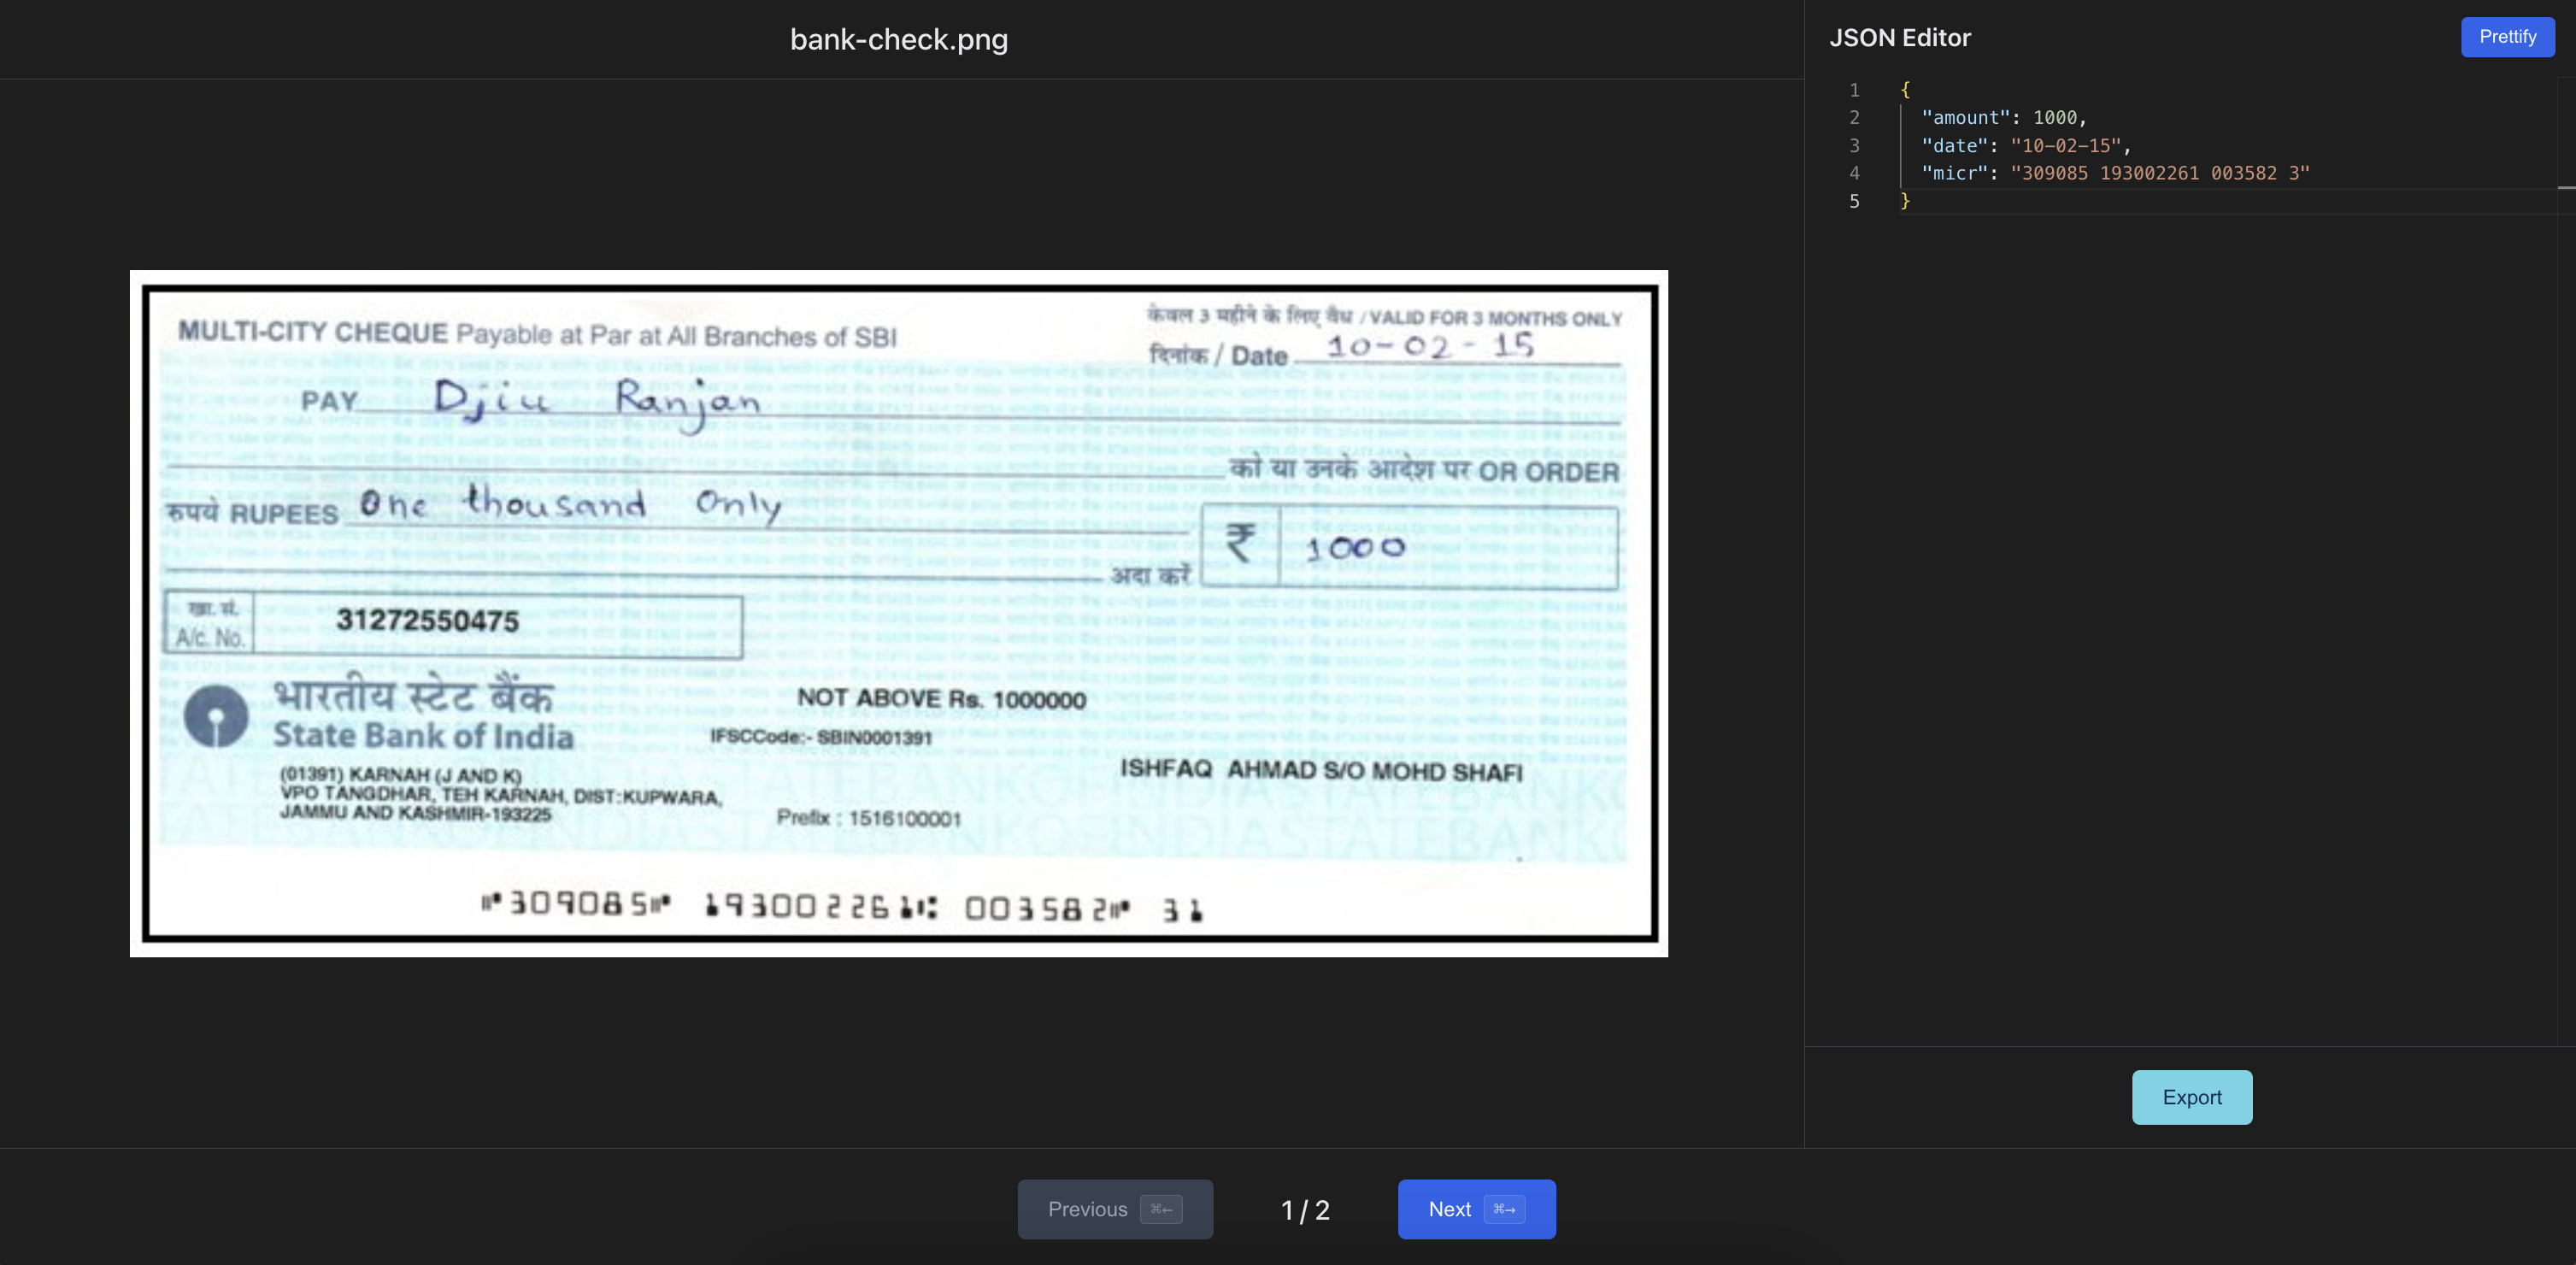 bank-check.png
MULTI-CITY CHEQUE Payable at Par at All Branches of SBI
केवल 3 महीने के लिए वैध / VALID FOR 3 MONTHS ONLY
दिनांक / Date 10-02-15
PAY Djiu Ranjan
को या उनके आदेश पर OR ORDER
रुपये RUPEES One thousand Only
अदा करें ₹ 1000
खा. सं.
A/c. No. 31272550475
भारतीय स्टेट बैंक
State Bank of India
(01391) KARNAH (J AND K)
VPO TANGDHAR, TEH KARNAH, DIST:KUPWARA,
JAMMU AND KASHMIR-193225
NOT ABOVE Rs. 1000000
IFSCCode:- SBIN0001391
Prefix : 1516100001
ISHFAQ AHMAD S/O MOHD SHAFI
⑈309085⑈ 193002261⑆ 003582⑈ 31
JSON Editor
Prettify
1 {
2 "amount": 1000,
3 "date": "10-02-15",
4 "micr": "309085 193002261 003582 3"
5 }
Export
Previous ⌘←
1 / 2
Next ⌘→